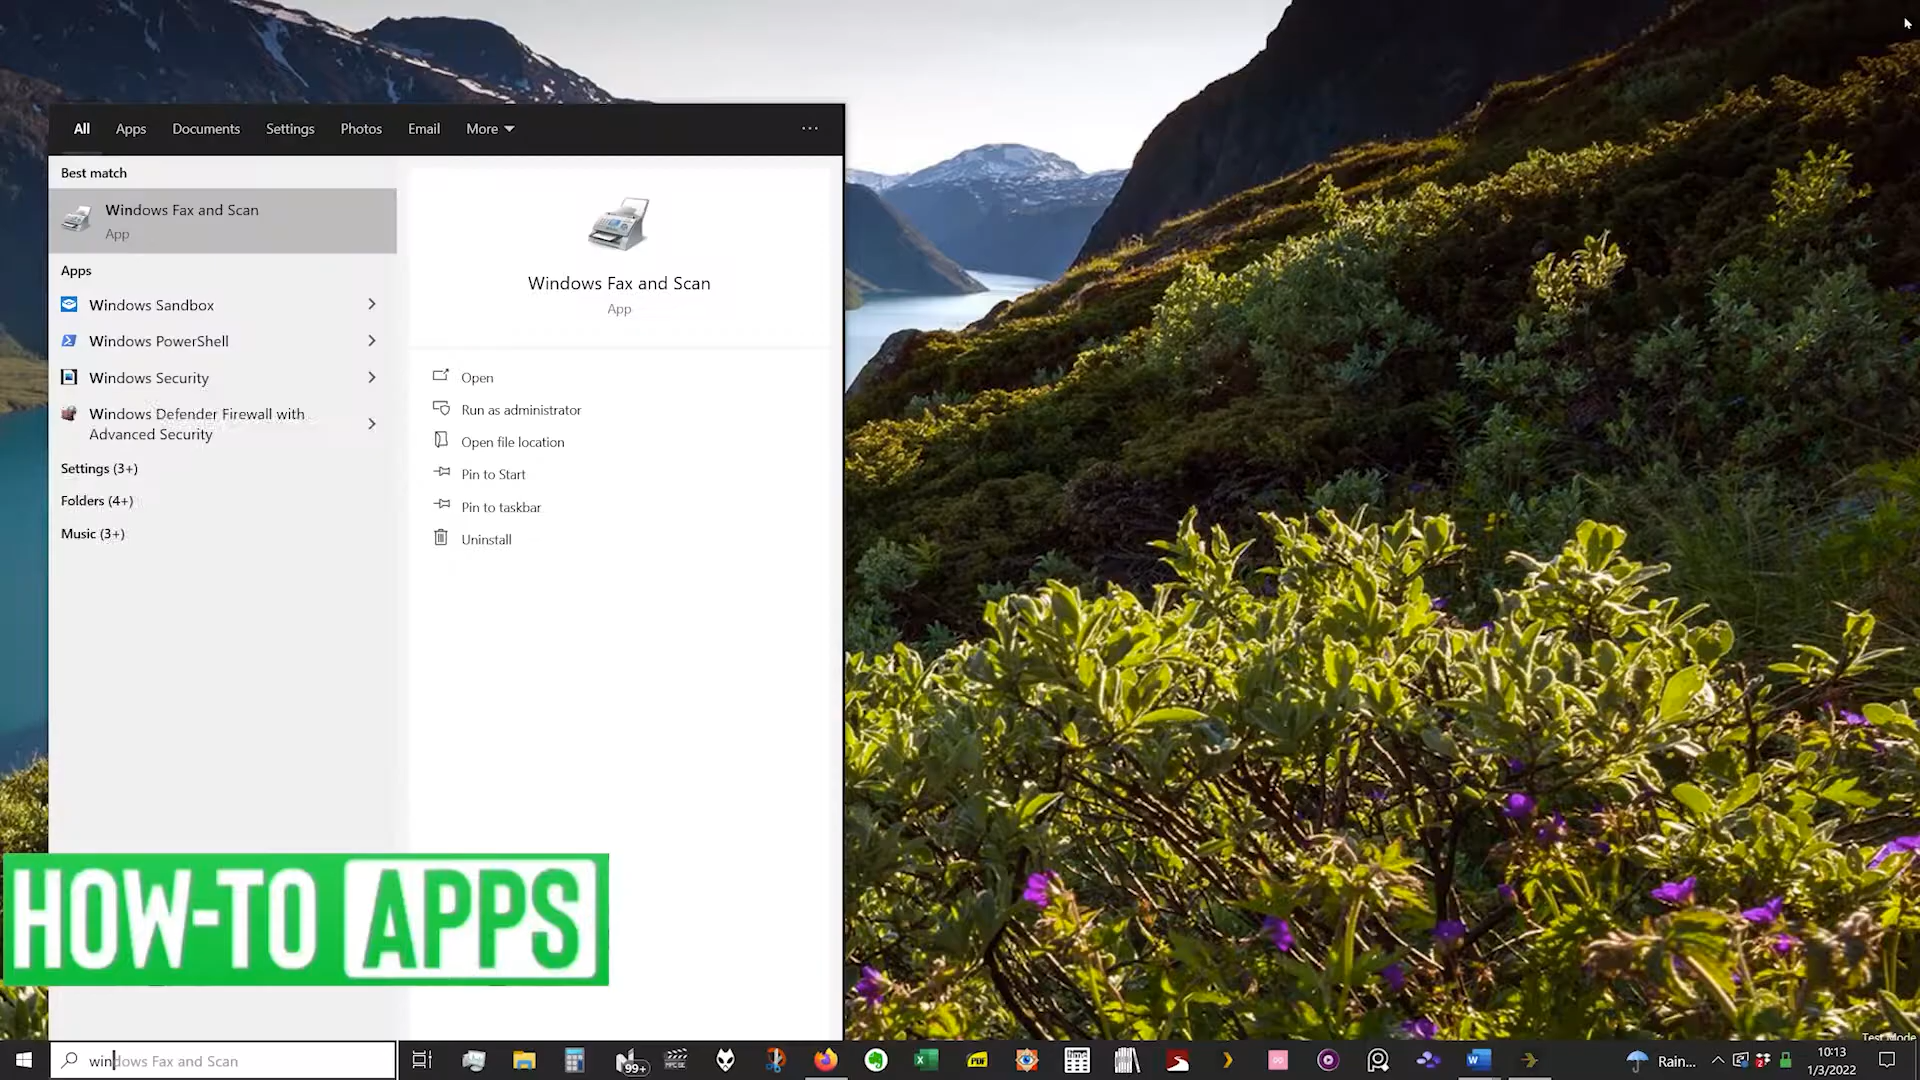 All Apps Documents Settings Photos Email More ...
Best match
Windows Fax and Scan
App
Apps
Windows Sandbox
Windows PowerShell
Windows Security
Windows Defender Firewall with
Advanced Security
Settings (3+)
Folders (4+)
Music (3+)
Windows Fax and Scan
App
Open
Run as administrator
Open file location
Pin to Start
Pin to taskbar
Uninstall
HOW-TO APPS
windows Fax and Scan
99+
PDF
Rain...
Test Mode
10:13
1/3/2022